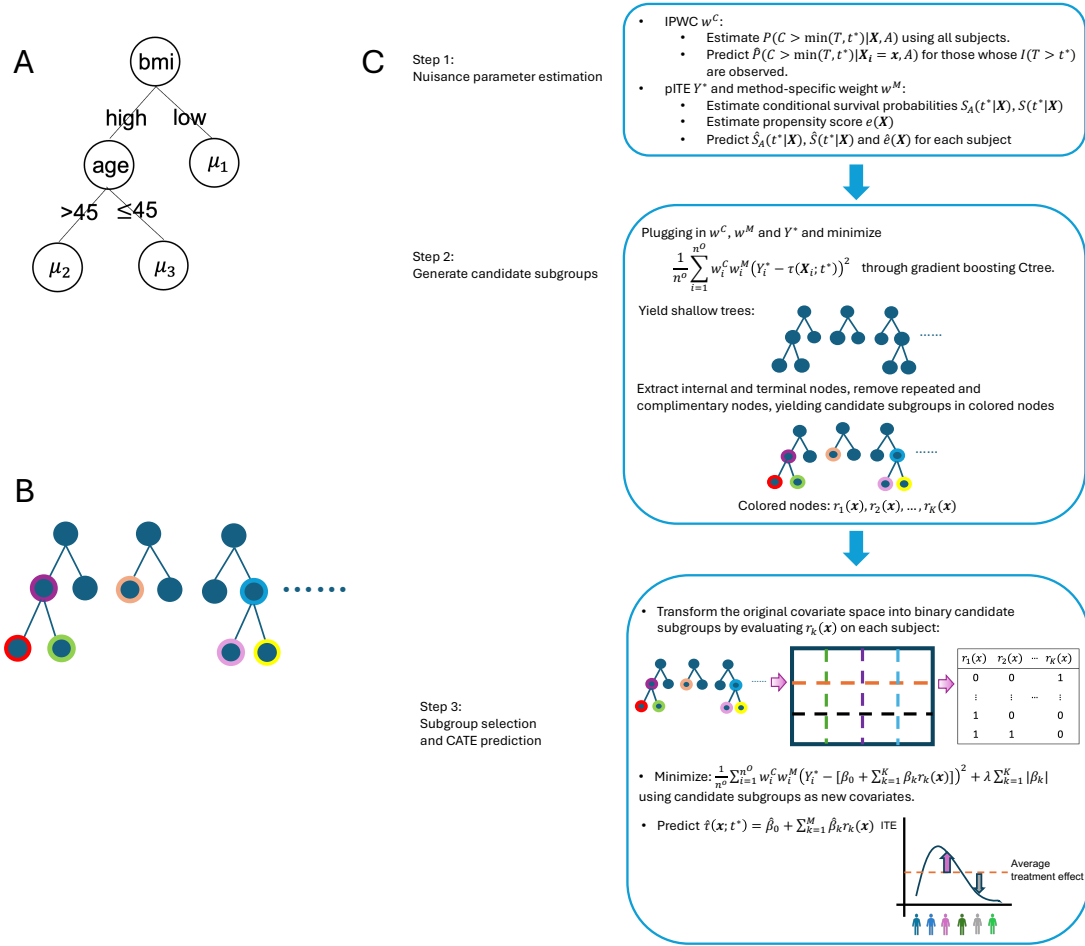 A
bmi
high low
age
μ1
>45 ≤45
μ2
μ3
B
......
C
Step 1:
Nuisance parameter estimation
• IPWC w^C:
• Estimate P(C > min(T, t*)|X, A) using all subjects.
• Predict P̂(C > min(T, t*)|X_i = x, A) for those whose I(T > t*)
are observed.
• pITE Y* and method-specific weight w^M:
• Estimate conditional survival probabilities S_A(t*|X), S(t*|X)
• Estimate propensity score e(X)
• Predict Ŝ_A(t*|X), Ŝ(t*|X) and ê(X) for each subject
Step 2:
Generate candidate subgroups
Plugging in w^C, w^M and Y* and minimize
1/n^o ∑_{i=1}^{n^O} w_i^C w_i^M (Y_i* − τ(X_i; t*))^2 through gradient boosting Ctree.
Yield shallow trees:
......
Extract internal and terminal nodes, remove repeated and
complimentary nodes, yielding candidate subgroups in colored nodes
......
Colored nodes: r_1(x), r_2(x), ..., r_K(x)
Step 3:
Subgroup selection
and CATE prediction
• Transform the original covariate space into binary candidate
subgroups by evaluating r_k(x) on each subject:
......
r_1(x) r_2(x) ... r_K(x)
0 0 1
⋮ ⋮ ... ⋮
1 0 0
1 1 0
• Minimize: 1/n^o ∑_{i=1}^{n^O} w_i^C w_i^M (Y_i* − [β_0 + ∑_{k=1}^K β_k r_k(x)])^2 + λ ∑_{k=1}^K |β_k|
using candidate subgroups as new covariates.
• Predict τ̂(x; t*) = β̂_0 + ∑_{k=1}^M β̂_k r_k(x)
ITE
Average
treatment effect